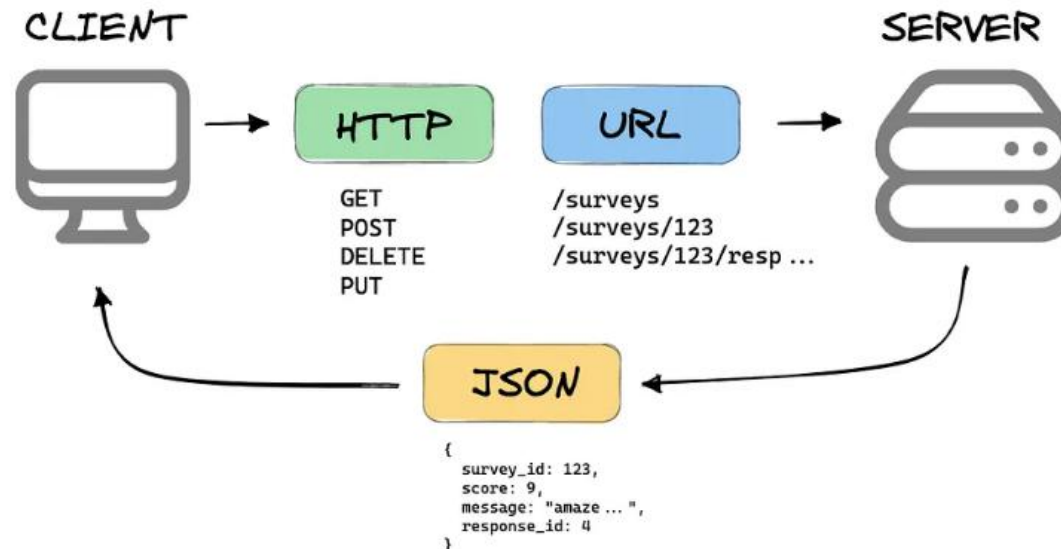 CLIENT
SERVER
HTTP
URL
GET
POST
DELETE
PUT
/surveys
/surveys/123
/surveys/123/resp ...
JSON
{
survey_id: 123,
score: 9,
message: "amaze ... ",
response_id: 4
}